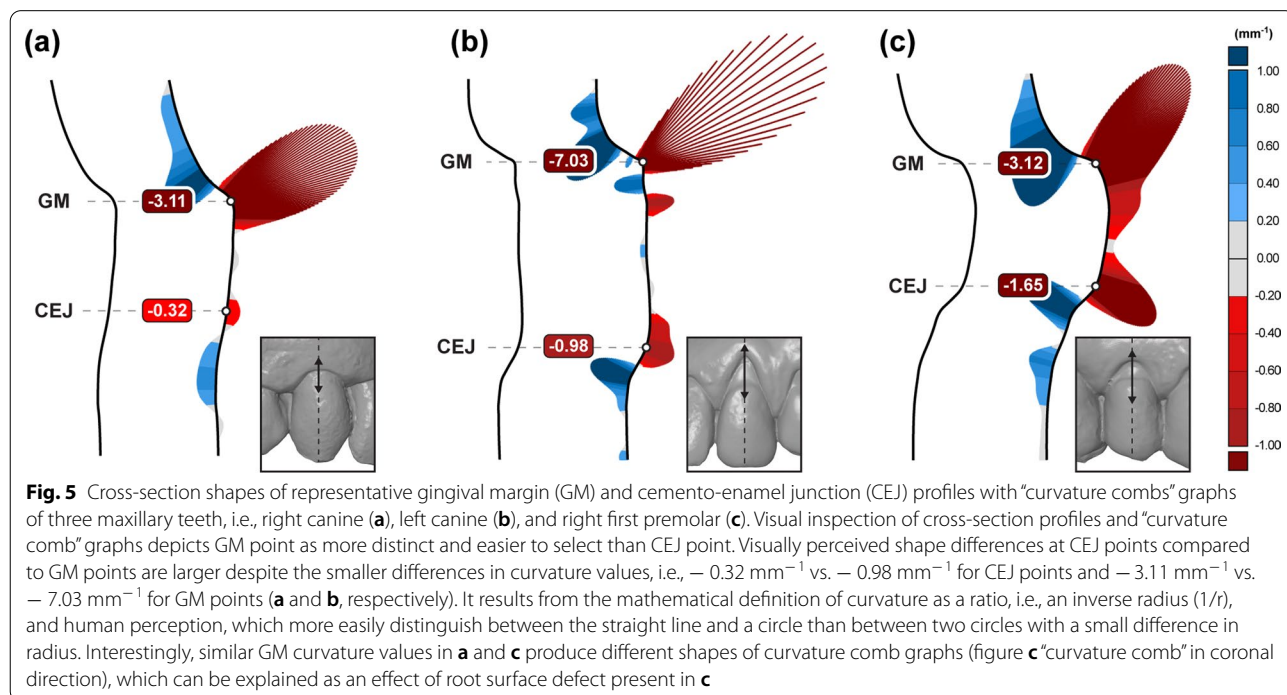 (a)
(b)
(c)
(mm⁻¹)
1.00
0.80
0.60
0.40
0.20
0.00
-0.20
-0.40
-0.60
-0.80
-1.00
GM
-3.11
CEJ
-0.32
GM
-7.03
CEJ
-0.98
GM
-3.12
CEJ
-1.65
Fig. 5 Cross-section shapes of representative gingival margin (GM) and cemento-enamel junction (CEJ) profiles with “curvature combs” graphs
of three maxillary teeth, i.e., right canine (a), left canine (b), and right first premolar (c). Visual inspection of cross-section profiles and “curvature
comb” graphs depicts GM point as more distinct and easier to select than CEJ point. Visually perceived shape differences at CEJ points compared
to GM points are larger despite the smaller differences in curvature values, i.e., − 0.32 mm⁻¹ vs. − 0.98 mm⁻¹ for CEJ points and − 3.11 mm⁻¹ vs.
− 7.03 mm⁻¹ for GM points (a and b, respectively). It results from the mathematical definition of curvature as a ratio, i.e., an inverse radius (1/r),
and human perception, which more easily distinguish between the straight line and a circle than between two circles with a small difference in
radius. Interestingly, similar GM curvature values in a and c produce different shapes of curvature comb graphs (figure c “curvature comb” in coronal
direction), which can be explained as an effect of root surface defect present in c